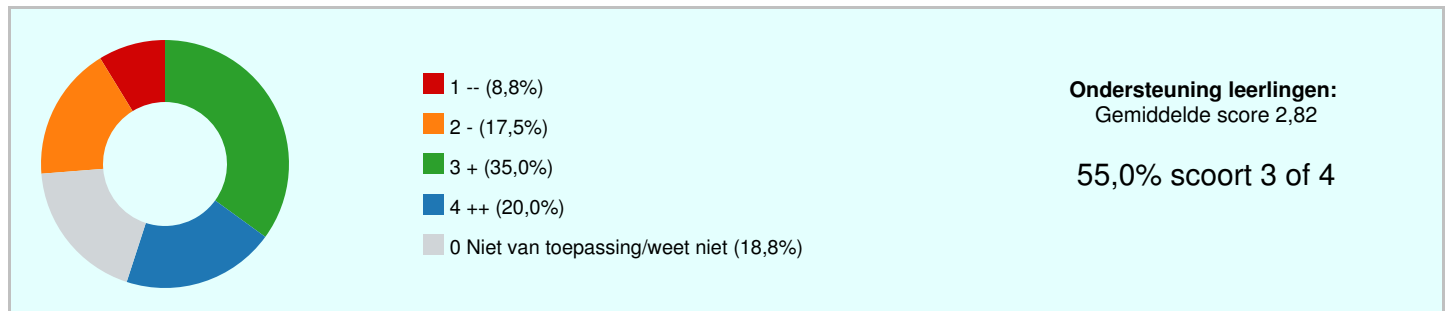 1 -- (8,8%)
2 - (17,5%)
3 + (35,0%)
4 ++ (20,0%)
0 Niet van toepassing/weet niet (18,8%)
Ondersteuning leerlingen:
Gemiddelde score 2,82
55,0% scoort 3 of 4